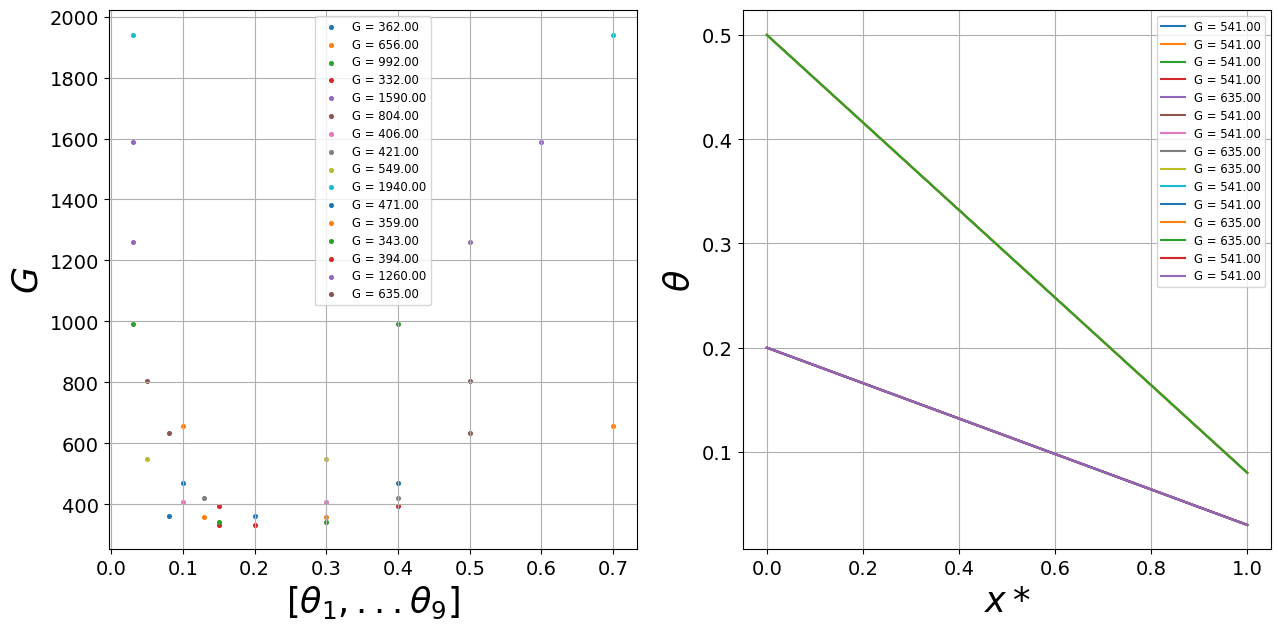 2000
1800
1600
1400
1200
1000
800
600
400
G
0.0 0.1 0.2 0.3 0.4 0.5 0.6 0.7
[θ1, . . . θ9]
G = 362.00
G = 656.00
G = 992.00
G = 332.00
G = 1590.00
G = 804.00
G = 406.00
G = 421.00
G = 549.00
G = 1940.00
G = 471.00
G = 359.00
G = 343.00
G = 394.00
G = 1260.00
G = 635.00
0.5
0.4
0.3
0.2
0.1
θ
0.0 0.2 0.4 0.6 0.8 1.0
x *
G = 541.00
G = 541.00
G = 541.00
G = 541.00
G = 635.00
G = 541.00
G = 541.00
G = 635.00
G = 635.00
G = 541.00
G = 541.00
G = 635.00
G = 635.00
G = 541.00
G = 541.00